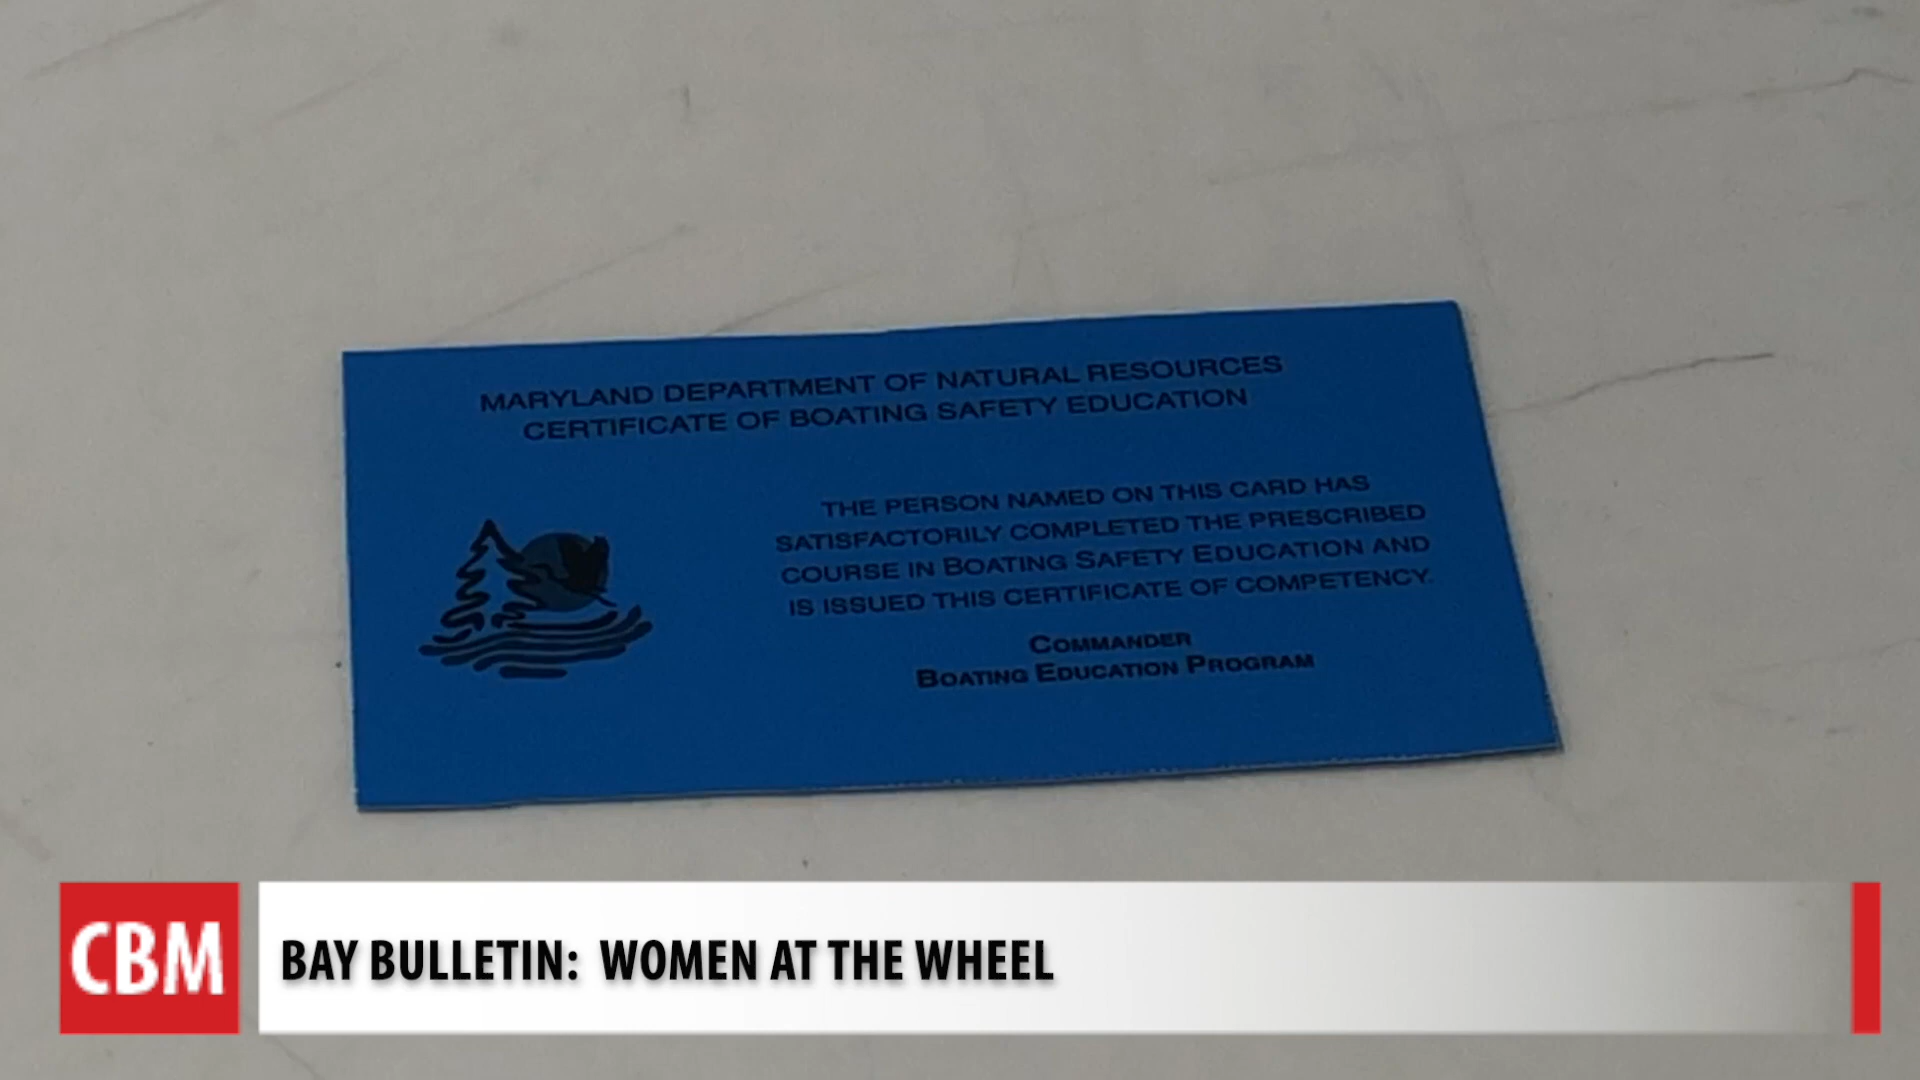 MARYLAND DEPARTMENT OF NATURAL RESOURCES
CERTIFICATE OF BOATING SAFETY EDUCATION
THE PERSON NAMED ON THIS CARD HAS
SATISFACTORILY COMPLETED THE PRESCRIBED
COURSE IN BOATING SAFETY EDUCATION AND
IS ISSUED THIS CERTIFICATE OF COMPETENCY.
COMMANDER
BOATING EDUCATION PROGRAM
CBM
BAY BULLETIN: WOMEN AT THE WHEEL